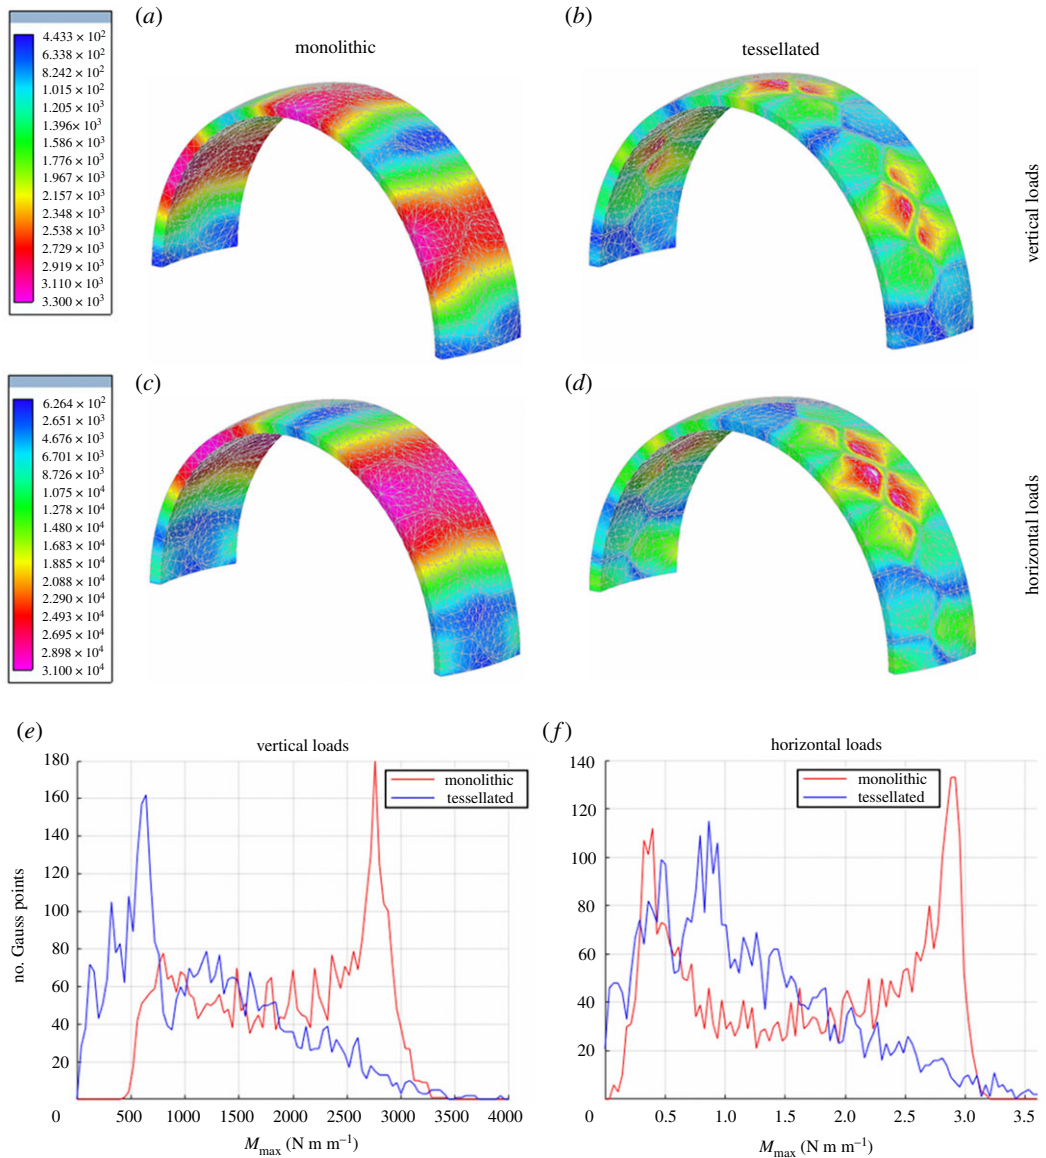 (a)
monolithic
(b)
tessellated
4.433 × 10²
6.338 × 10²
8.242 × 10²
1.015 × 10²
1.205 × 10³
1.396× 10³
1.586 × 10³
1.776 × 10³
1.967 × 10³
2.157 × 10³
2.348 × 10³
2.538 × 10³
2.729 × 10³
2.919 × 10³
3.110 × 10³
3.300 × 10³
vertical loads
(c)
(d)
6.264 × 10²
2.651 × 10³
4.676 × 10³
6.701 × 10³
8.726 × 10³
1.075 × 10⁴
1.278 × 10⁴
1.480 × 10⁴
1.683 × 10⁴
1.885 × 10⁴
2.088 × 10⁴
2.290 × 10⁴
2.493 × 10⁴
2.695 × 10⁴
2.898 × 10⁴
3.100 × 10⁴
horizontal loads
(e)
vertical loads
180
160
140
120
100
80
60
40
20
0
500
1000
1500
2000
2500
3000
3500
4000
no. Gauss points
M_max (N m m⁻¹)
monolithic
tessellated
(f)
horizontal loads
140
120
100
80
60
40
20
0
0.5
1.0
1.5
2.0
2.5
3.0
3.5
M_max (N m m⁻¹)
monolithic
tessellated